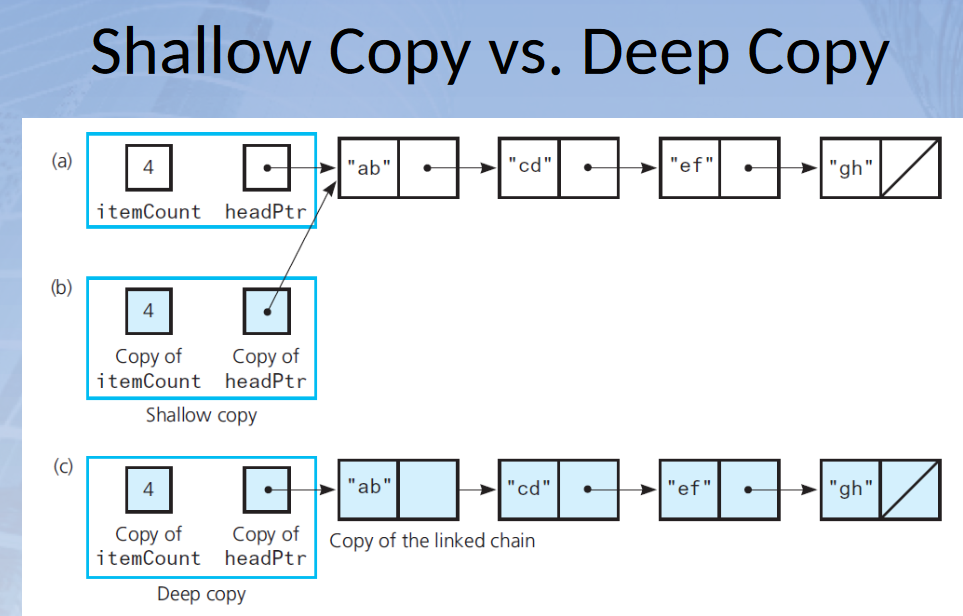 Shallow Copy vs. Deep Copy
(a)
4
itemCount headPtr
"ab" "cd" "ef" "gh"
(b)
4
Copy of Copy of
itemCount headPtr
Shallow copy
(c)
4
"ab" "cd" "ef" "gh"
Copy of Copy of
itemCount headPtr
Copy of the linked chain
Deep copy